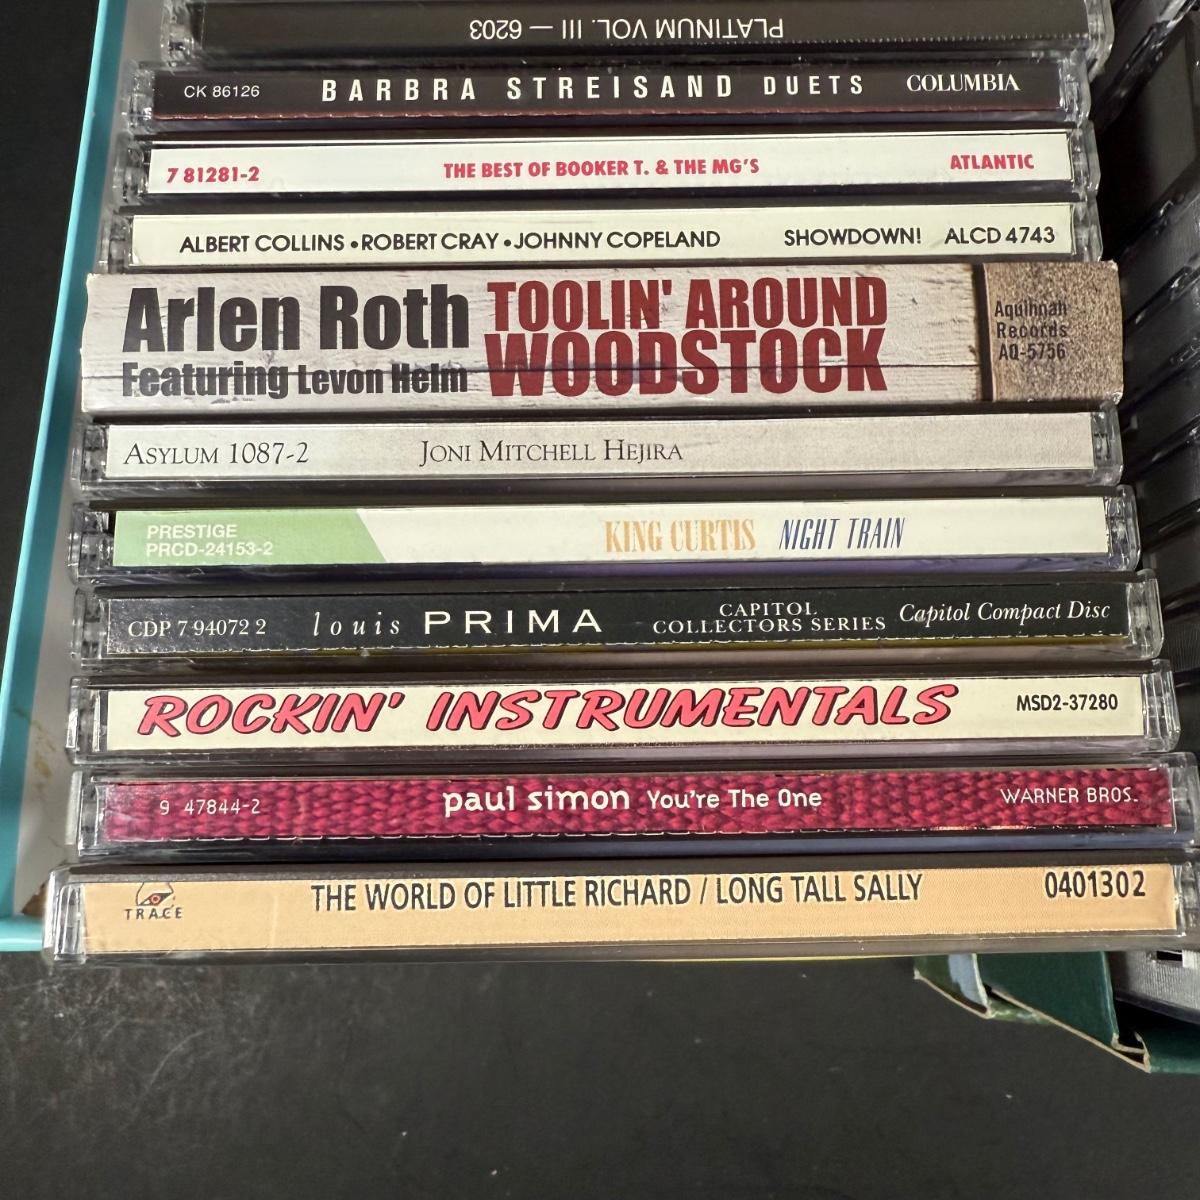 PLATINUM VOL. III — 6203
CK 86126 BARBRA STREISAND DUETS COLUMBIA
7 81281-2 THE BEST OF BOOKER T. & THE MG'S ATLANTIC
ALBERT COLLINS • ROBERT CRAY • JOHNNY COPELAND SHOWDOWN! ALCD 4743
Arlen Roth
Featuring Levon Helm
TOOLIN' AROUND
WOODSTOCK
Aquinnah
Records
AQ-5756
ASYLUM 1087-2 JONI MITCHELL HEJIRA
PRESTIGE
PRCD-24153-2
KING CURTIS NIGHT TRAIN
CDP 7 94072 2 louis PRIMA
CAPITOL
COLLECTORS SERIES
Capitol Compact Disc
ROCKIN' INSTRUMENTALS MSD2-37280
9 47844-2 paul simon You're The One WARNER BROS.
TRACE
THE WORLD OF LITTLE RICHARD / LONG TALL SALLY 0401302